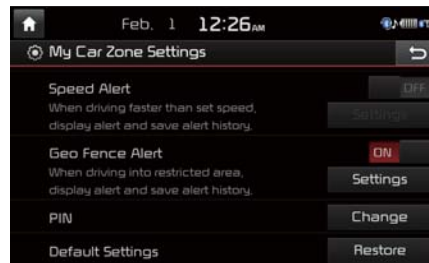 Feb. 1 12:26 AM
My Car Zone Settings
Speed Alert
OFF
When driving faster than set speed,
display alert and save alert history.
Settings
Geo Fence Alert
ON
When driving into restricted area,
display alert and save alert history.
Settings
PIN
Change
Default Settings
Restore